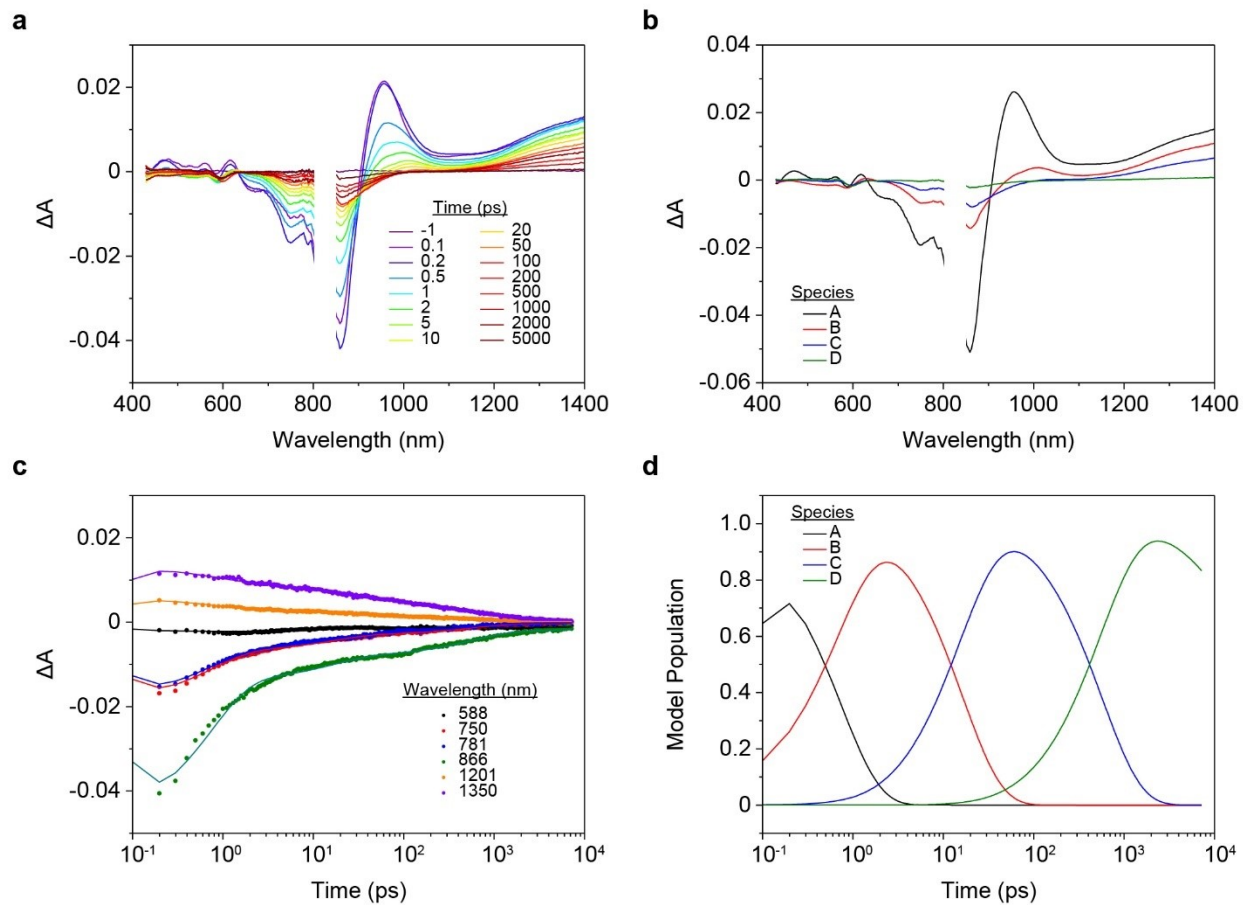 a
0.02
0
-0.02
-0.04
ΔA
Time (ps)
-1
0.1
0.2
0.5
1
2
5
10
20
50
100
200
500
1000
2000
5000
400 600 800 1000 1200 1400
Wavelength (nm)
b
0.04
0.02
0
-0.02
-0.04
-0.06
ΔA
Species
A
B
C
D
400 600 800 1000 1200 1400
Wavelength (nm)
c
0.02
0
-0.02
-0.04
ΔA
Wavelength (nm)
588
750
781
866
1201
1350
10⁻¹ 10⁰ 10¹ 10² 10³ 10⁴
Time (ps)
d
1.0
0.8
0.6
0.4
0.2
0
Model Population
Species
A
B
C
D
10⁻¹ 10⁰ 10¹ 10² 10³ 10⁴
Time (ps)